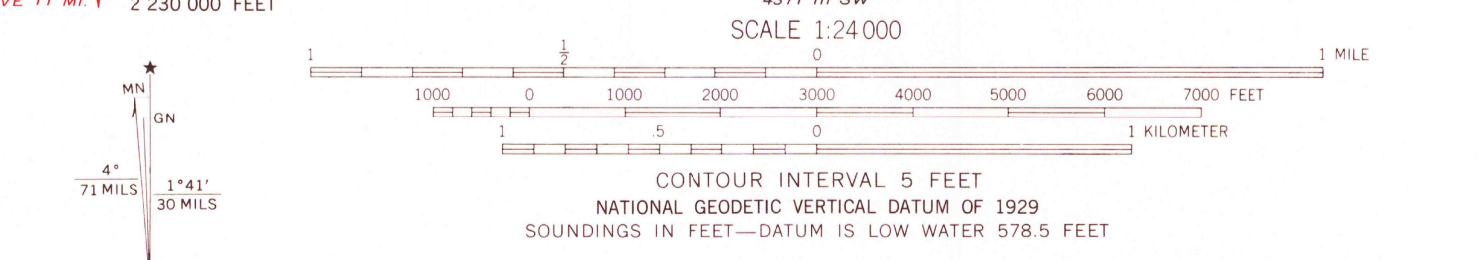 2 230 000 FEET
SCALE 1:24 000
1 1/2 0 1 MILE
1000 0 1000 2000 3000 4000 5000 6000 7000 FEET
1 .5 0 1 KILOMETER
MN
GN
4°
71 MILS
1°41'
30 MILS
CONTOUR INTERVAL 5 FEET
NATIONAL GEODETIC VERTICAL DATUM OF 1929
SOUNDINGS IN FEET—DATUM IS LOW WATER 578.5 FEET